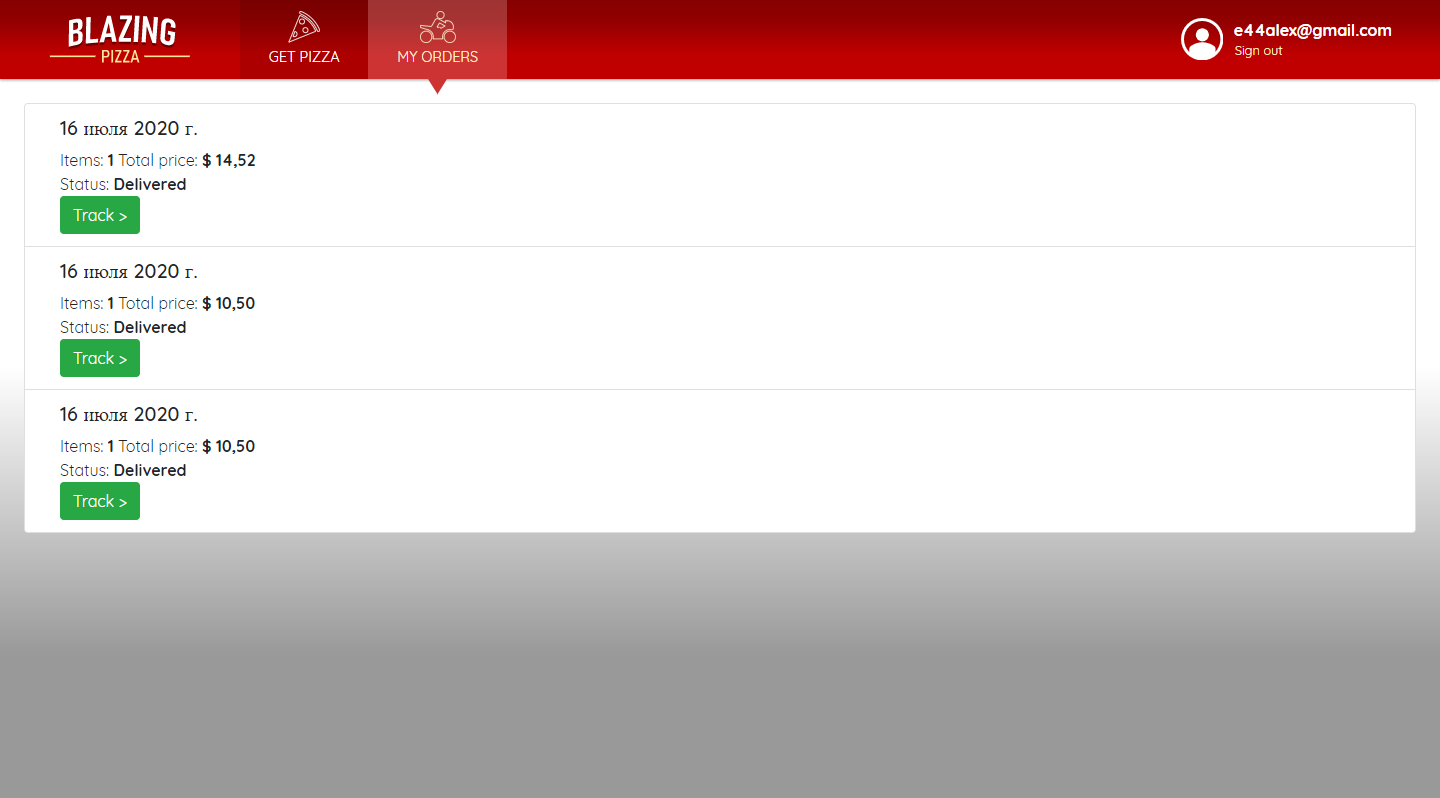 BLAZING
PIZZA
GET PIZZA
MY ORDERS
e44alex@gmail.com
Sign out
16 июля 2020 г.
Items: 1 Total price: $ 14,52
Status: Delivered
Track >
16 июля 2020 г.
Items: 1 Total price: $ 10,50
Status: Delivered
Track >
16 июля 2020 г.
Items: 1 Total price: $ 10,50
Status: Delivered
Track >